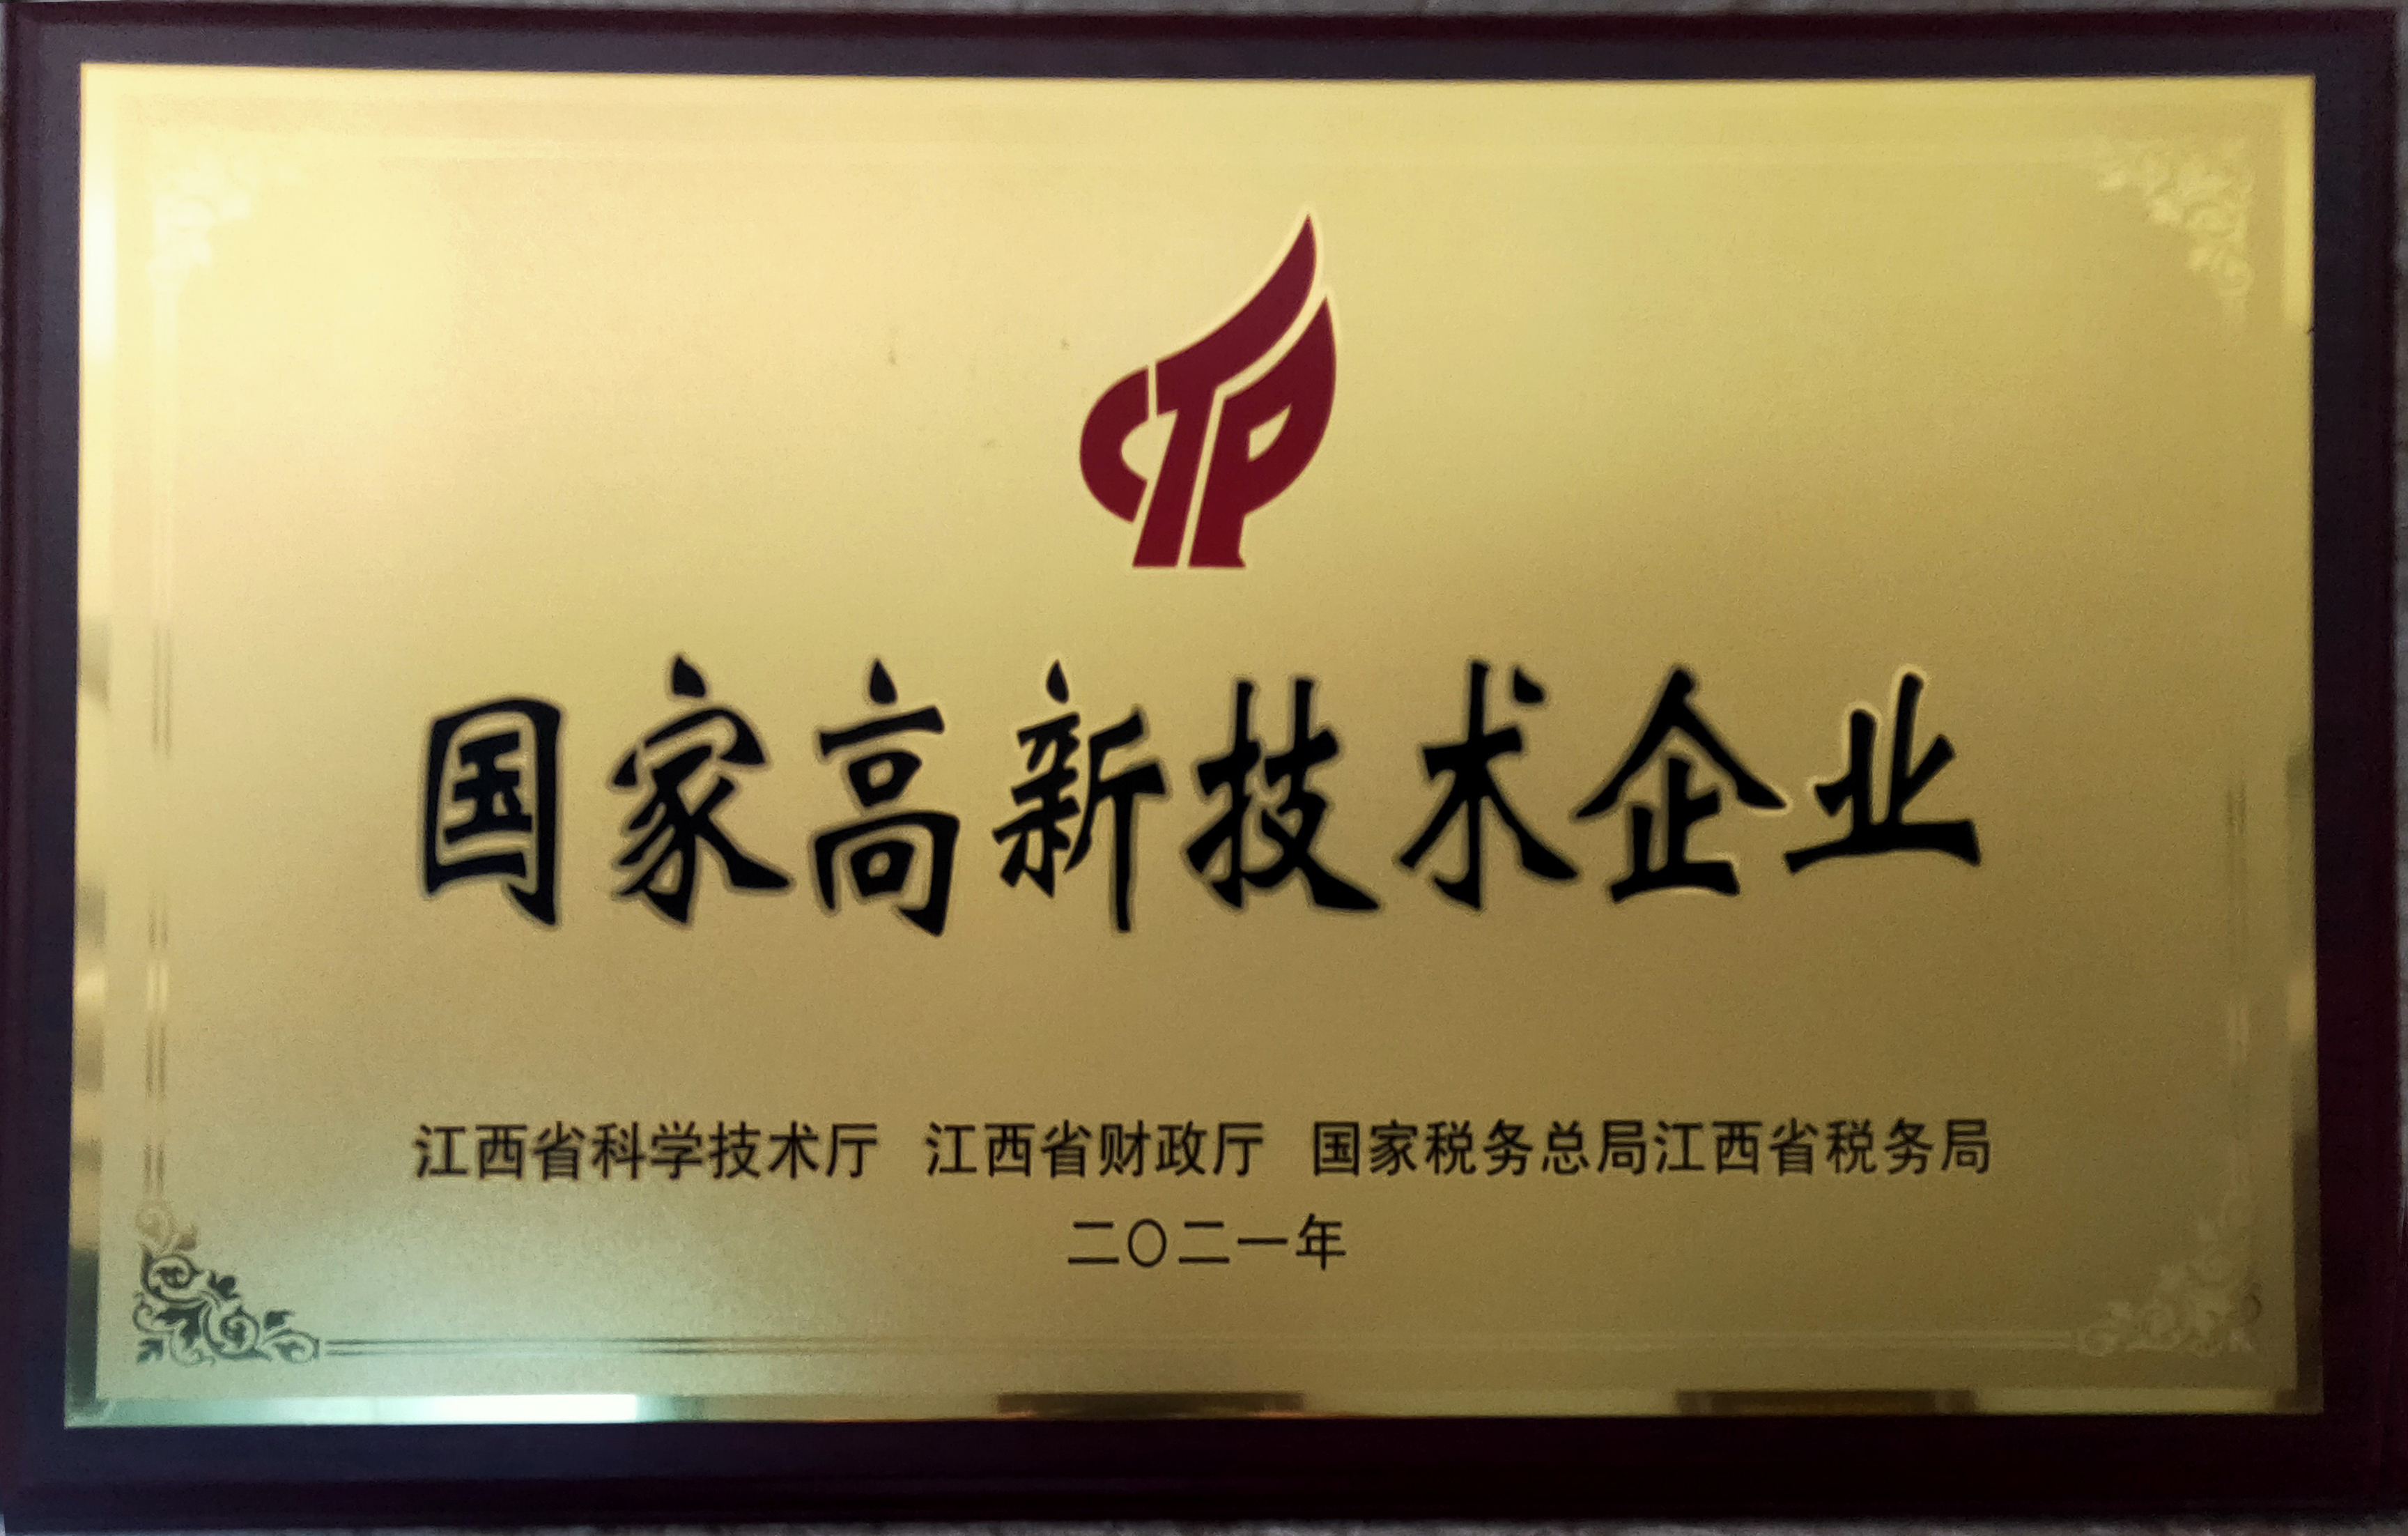 CTP
国家高新技术企业
江西省科学技术厅 江西省财政厅 国家税务总局江西省税务局
二〇二一年